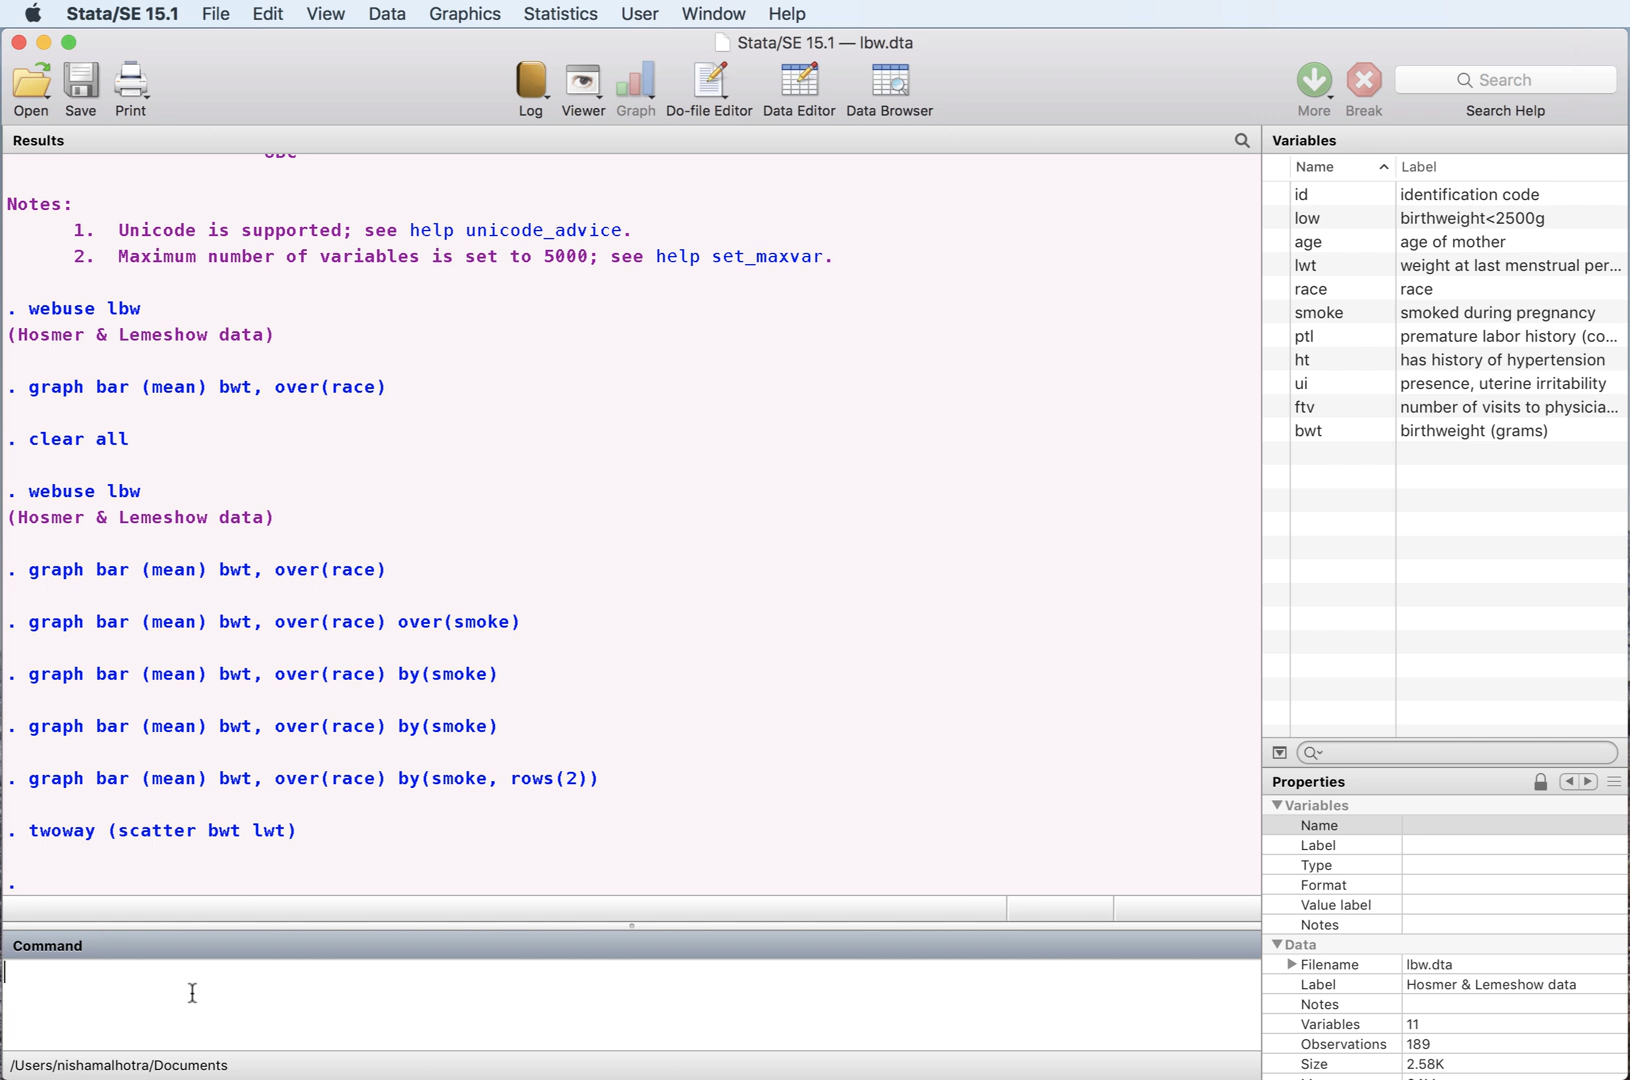 Stata/SE 15.1 File Edit View Data Graphics Statistics User Window Help
Stata/SE 15.1 — lbw.dta
Open Save Print Log Viewer Graph Do-file Editor Data Editor Data Browser More Break Search
Search Help
Results
Notes:
1. Unicode is supported; see help unicode_advice.
2. Maximum number of variables is set to 5000; see help set_maxvar.
. webuse lbw
(Hosmer & Lemeshow data)
. graph bar (mean) bwt, over(race)
. clear all
. webuse lbw
(Hosmer & Lemeshow data)
. graph bar (mean) bwt, over(race)
. graph bar (mean) bwt, over(race) over(smoke)
. graph bar (mean) bwt, over(race) by(smoke)
. graph bar (mean) bwt, over(race) by(smoke)
. graph bar (mean) bwt, over(race) by(smoke, rows(2))
. twoway (scatter bwt lwt)
.
Command
/Users/nishamalhotra/Documents
Variables
Name Label
id identification code
low birthweight<2500g
age age of mother
lwt weight at last menstrual per...
race race
smoke smoked during pregnancy
ptl premature labor history (co...
ht has history of hypertension
ui presence, uterine irritability
ftv number of visits to physicia...
bwt birthweight (grams)
Properties
Variables
Name
Label
Type
Format
Value label
Notes
Data
Filename lbw.dta
Label Hosmer & Lemeshow data
Notes
Variables 11
Observations 189
Size 2.58K